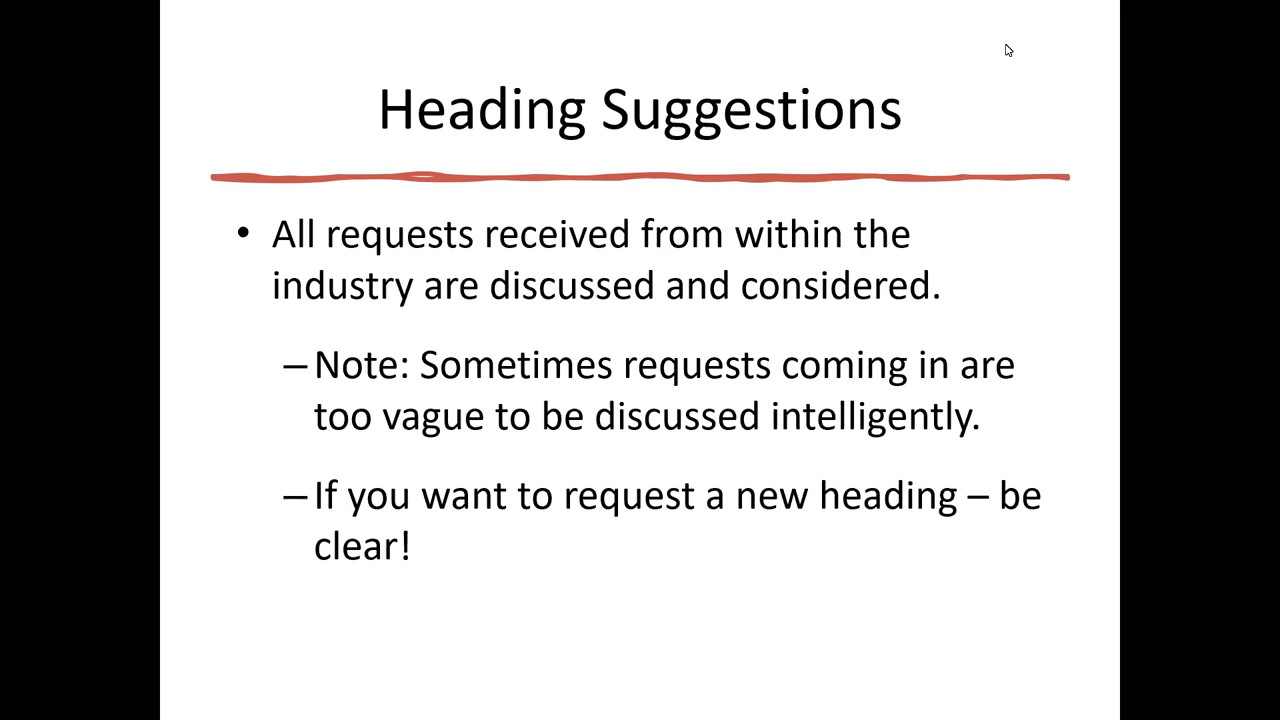 Heading Suggestions
• All requests received from within the
industry are discussed and considered.
– Note: Sometimes requests coming in are
too vague to be discussed intelligently.
– If you want to request a new heading – be
clear!